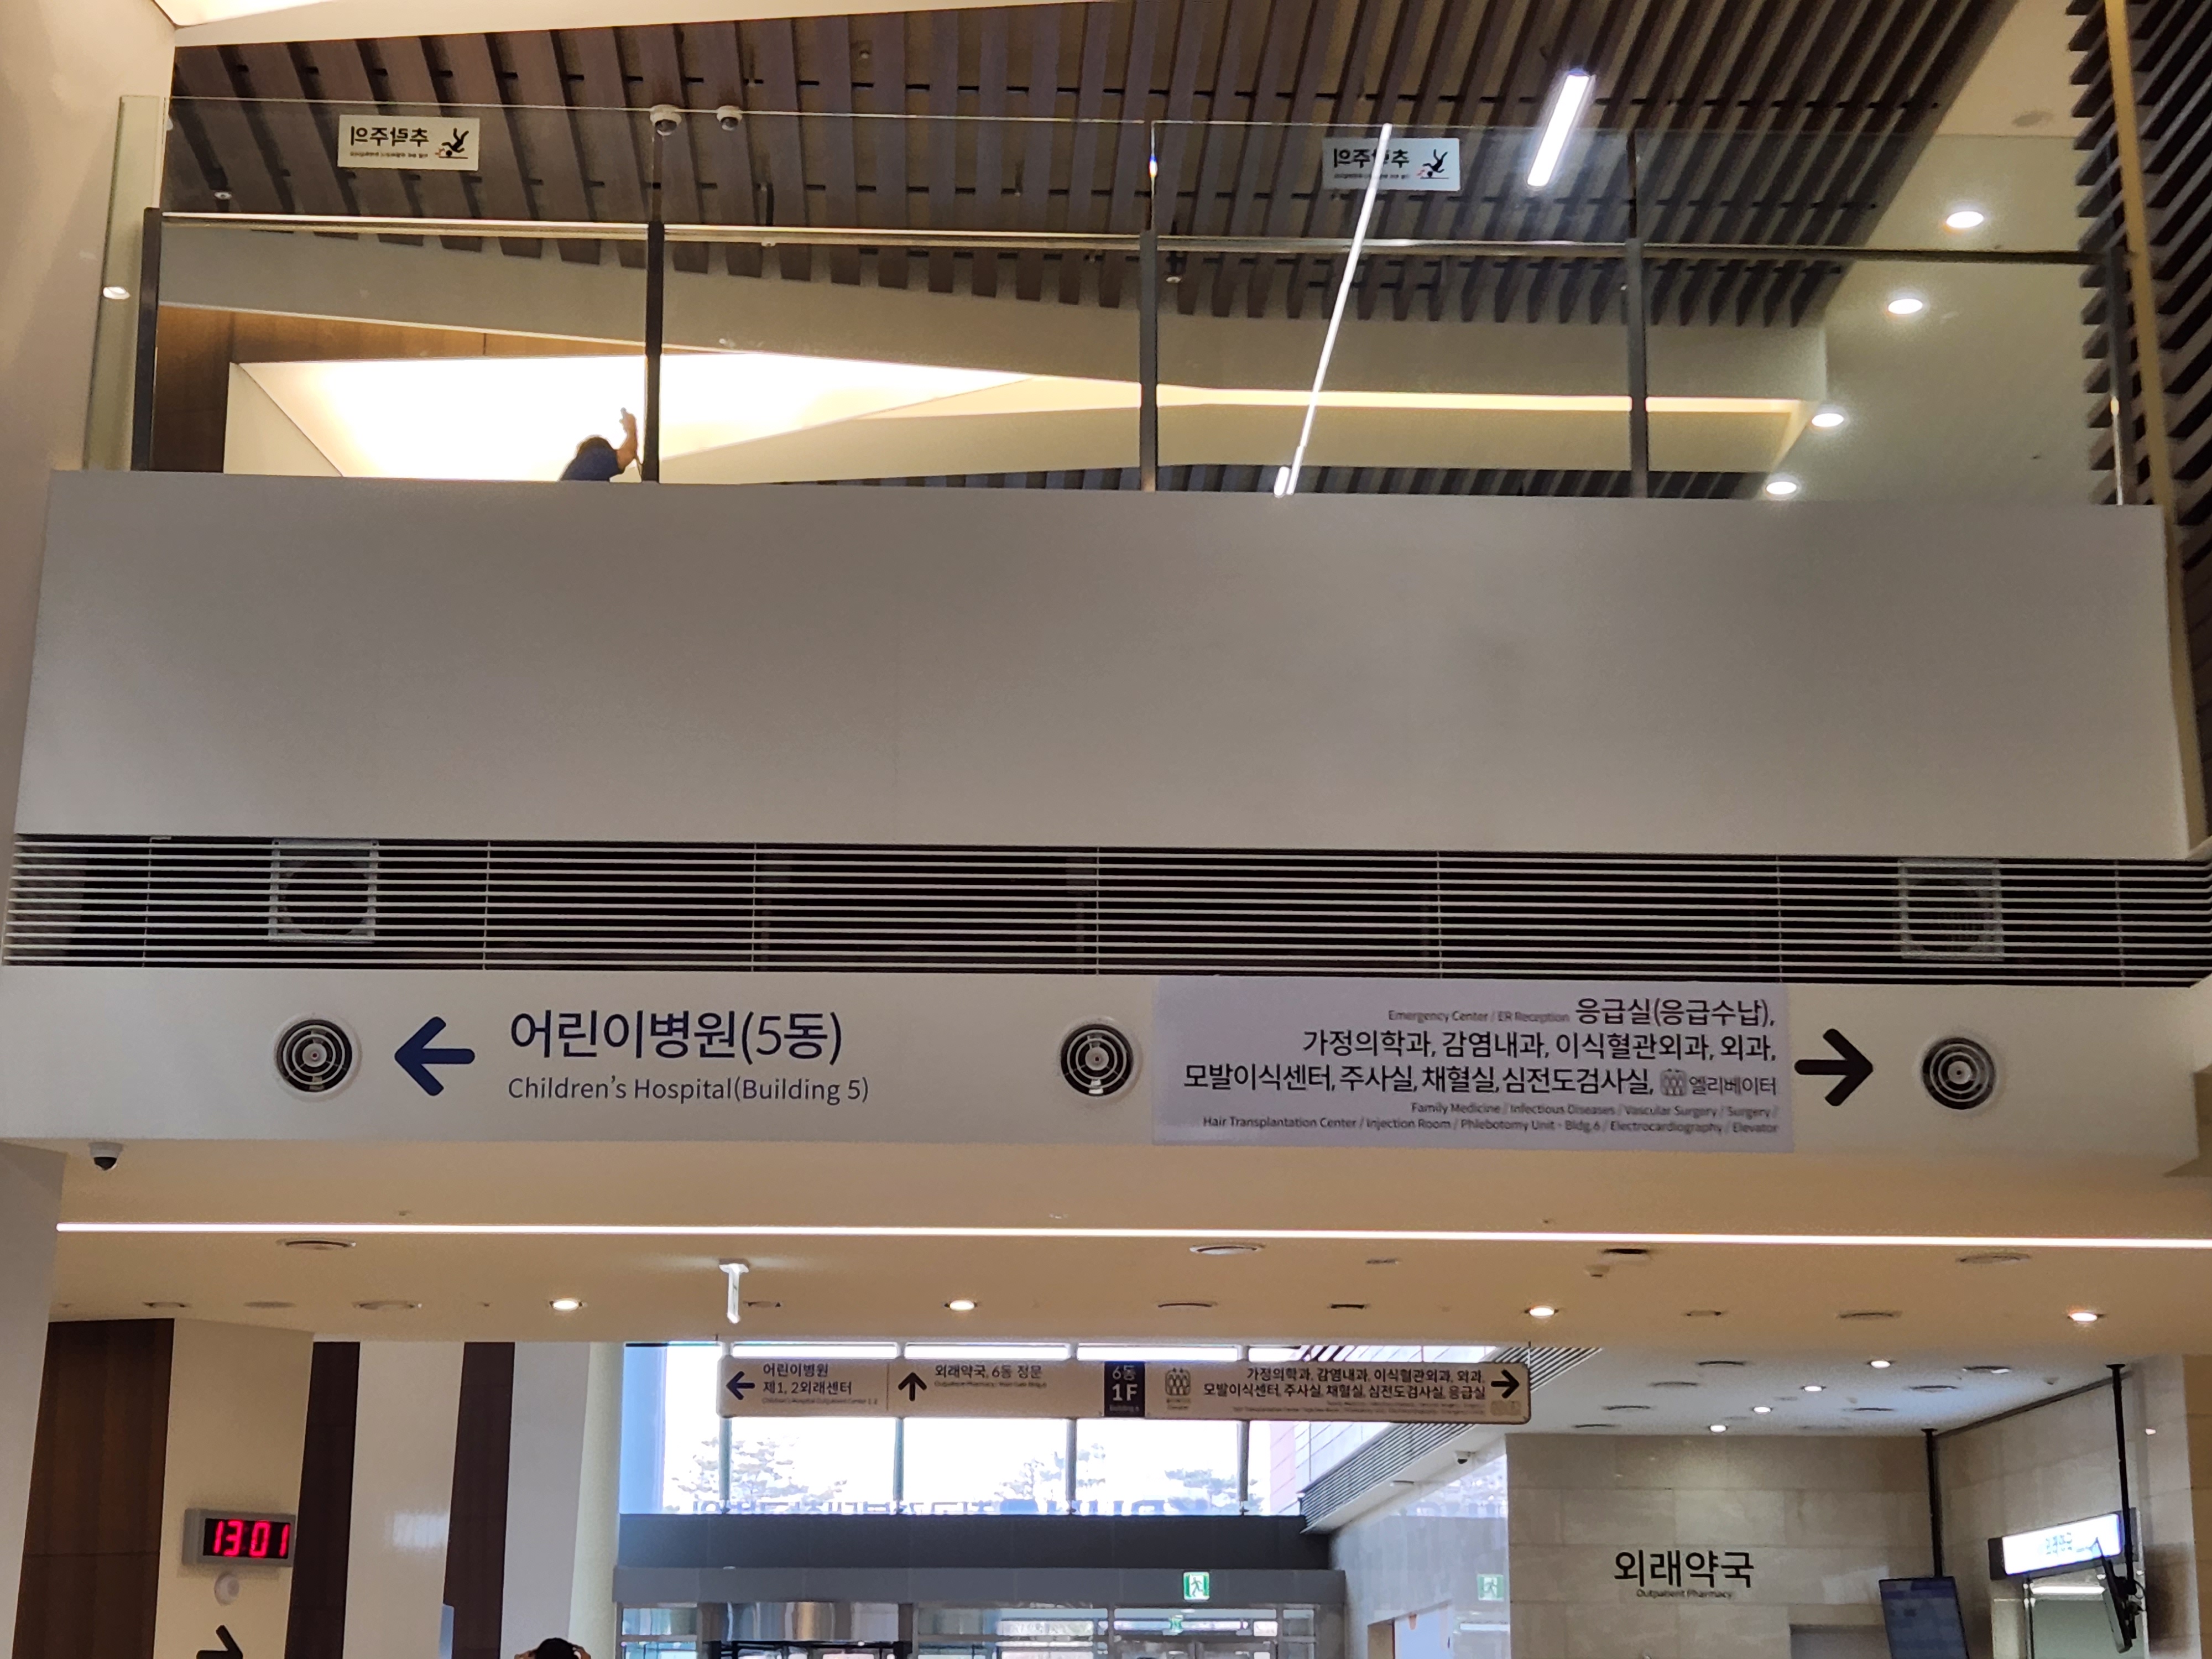 추락주의
추락주의
어린이병원(5동)
Children's Hospital(Building 5)
Emergency Center / ER Reception 응급실(응급수납),
가정의학과, 감염내과, 이식혈관외과, 외과,
모발이식센터, 주사실, 채혈실, 심전도검사실, 엘리베이터
Family Medicine / Infectious Diseases / Vascular Surgery / Surgery /
Hair Transplantation Center / Injection Room / Phlebotomy Unit - Bldg.6 / Electrocardiography / Elevator
어린이병원
제1, 2외래센터
Children's Hospital Outpatient Center 1, 2
외래약국, 6동 정문
6동
1F
Building 6
가정의학과, 감염내과, 이식혈관외과, 외과,
모발이식센터, 주사실, 채혈실, 심전도검사실, 응급실
13:01
외래약국
Outpatient Pharmacy